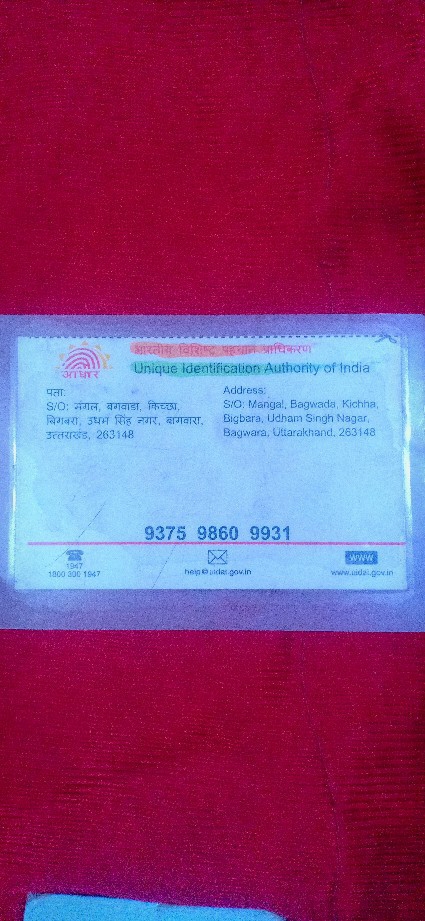 भारतीय विशिष्ट पहचान प्राधिकरण
Unique Identification Authority of India
आधार
पता:
S/O: मंगल, बगवाडा, किच्छा,
बिगबरा, उधम सिंह नगर, बागवारा,
उत्तराखंड, 263148
Address:
S/O: Mangal, Bagwada, Kichha,
Bigbara, Udham Singh Nagar,
Bagwara, Uttarakhand, 263148
9375 9860 9931
1947
1800 300 1947
help@uidai.gov.in
www
www.uidai.gov.in